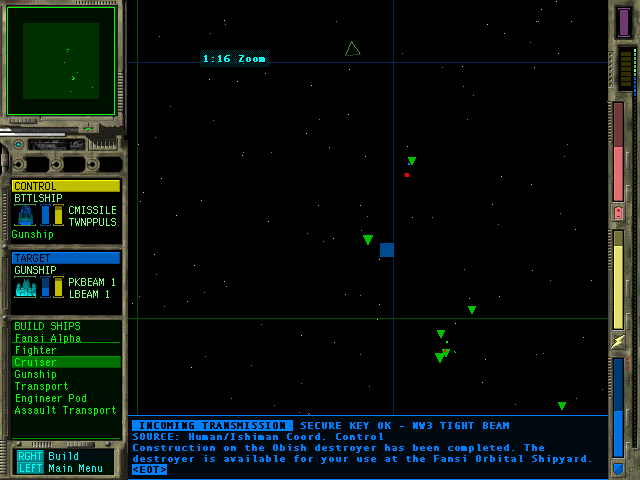 1:16 Zoom
CONTROL
BTTLSHIP
CMISSILE
TWNPPULS
Gunship
TARGET
GUNSHIP
PKBEAM 1
LBEAM 1
BUILD SHIPS
Fansi Alpha
Fighter
Cruiser
Gunship
Transport
Engineer Pod
Assault Transport
RGHT Build
LEFT Main Menu
INCOMING TRANSMISSION SECURE KEY OK - NW3 TIGHT BEAM
SOURCE: Human/Ishiman Coord. Control
Construction on the Obish destroyer has been completed. The
destroyer is available for your use at the Fansi Orbital Shipyard.
<EOT>